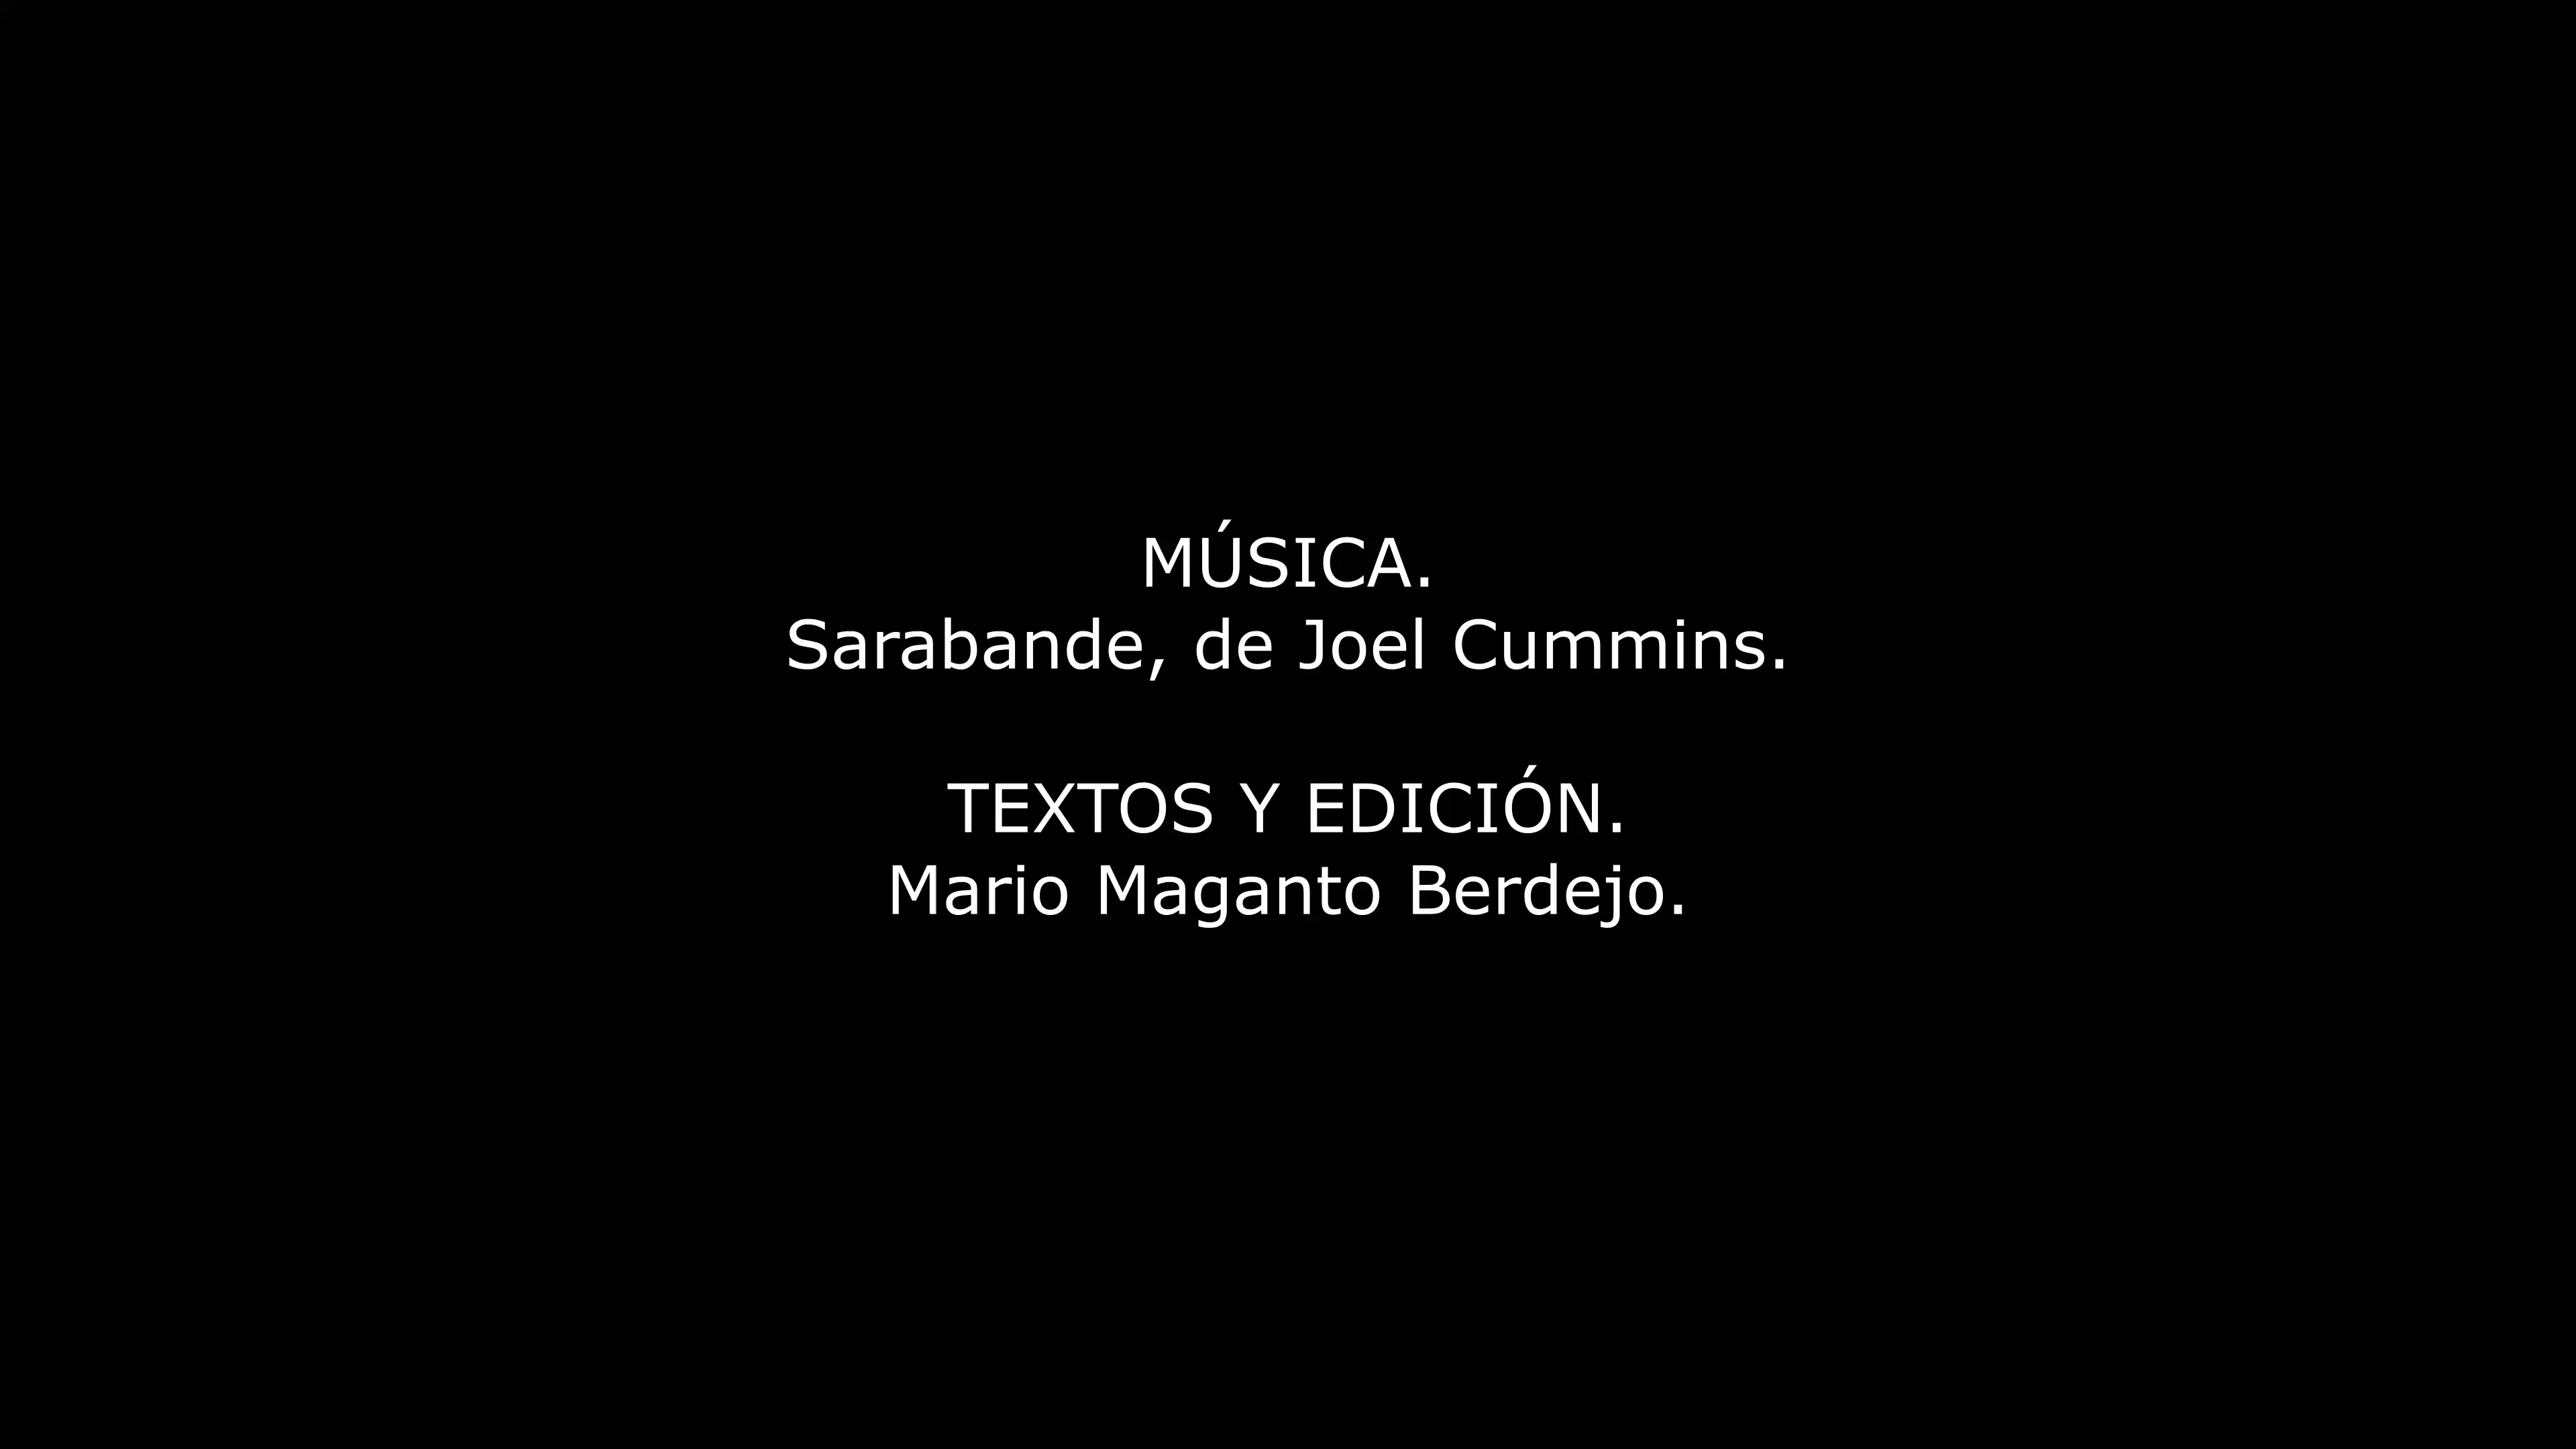 MÚSICA.
Sarabande, de Joel Cummins.
TEXTOS Y EDICIÓN.
Mario Maganto Berdejo.